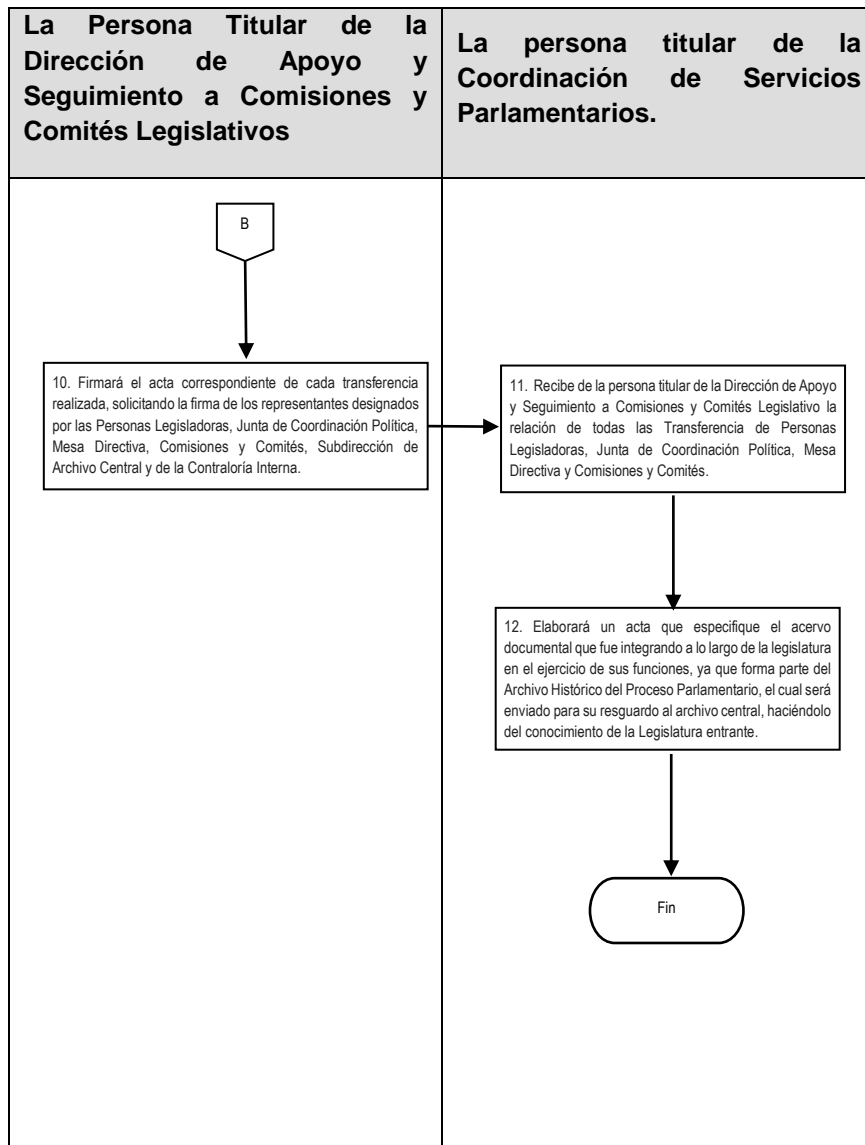 La Persona Titular de la
Dirección de Apoyo y
Seguimiento a Comisiones y
Comités Legislativos
La persona titular de la
Coordinación de Servicios
Parlamentarios.
B
10. Firmará el acta correspondiente de cada transferencia
realizada, solicitando la firma de los representantes designados
por las Personas Legisladoras, Junta de Coordinación Política,
Mesa Directiva, Comisiones y Comités, Subdirección de
Archivo Central y de la Contraloría Interna.
11. Recibe de la persona titular de la Dirección de Apoyo
y Seguimiento a Comisiones y Comités Legislativo la
relación de todas las Transferencia de Personas
Legisladoras, Junta de Coordinación Política, Mesa
Directiva y Comisiones y Comités.
12. Elaborará un acta que especifique el acervo
documental que fue integrando a lo largo de la legislatura
en el ejercicio de sus funciones, ya que forma parte del
Archivo Histórico del Proceso Parlamentario, el cual será
enviado para su resguardo al archivo central, haciéndolo
del conocimiento de la Legislatura entrante.
Fin